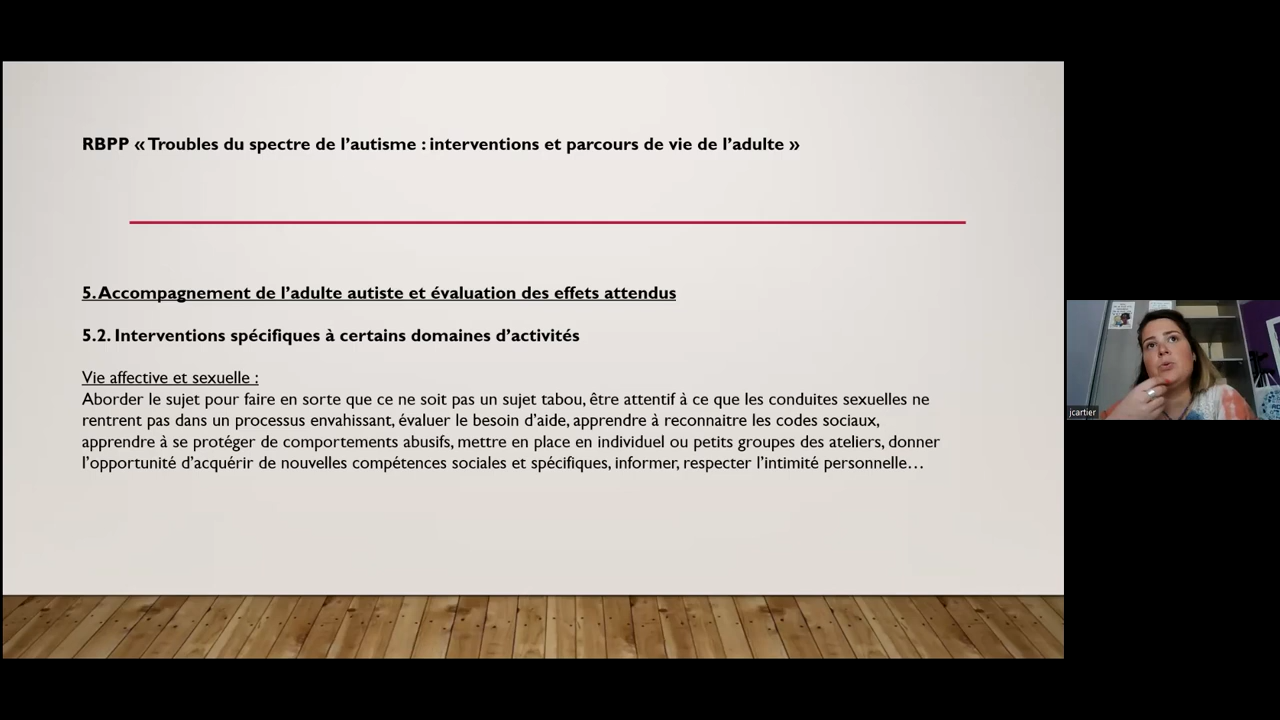 RBPP « Troubles du spectre de l’autisme : interventions et parcours de vie de l’adulte »
5. Accompagnement de l’adulte autiste et évaluation des effets attendus
5.2. Interventions spécifiques à certains domaines d’activités
Vie affective et sexuelle :
Aborder le sujet pour faire en sorte que ce ne soit pas un sujet tabou, être attentif à ce que les conduites sexuelles ne
rentrent pas dans un processus envahissant, évaluer le besoin d’aide, apprendre à reconnaitre les codes sociaux,
apprendre à se protéger de comportements abusifs, mettre en place en individuel ou petits groupes des ateliers, donner
l’opportunité d’acquérir de nouvelles compétences sociales et spécifiques, informer, respecter l’intimité personnelle…
jcartier